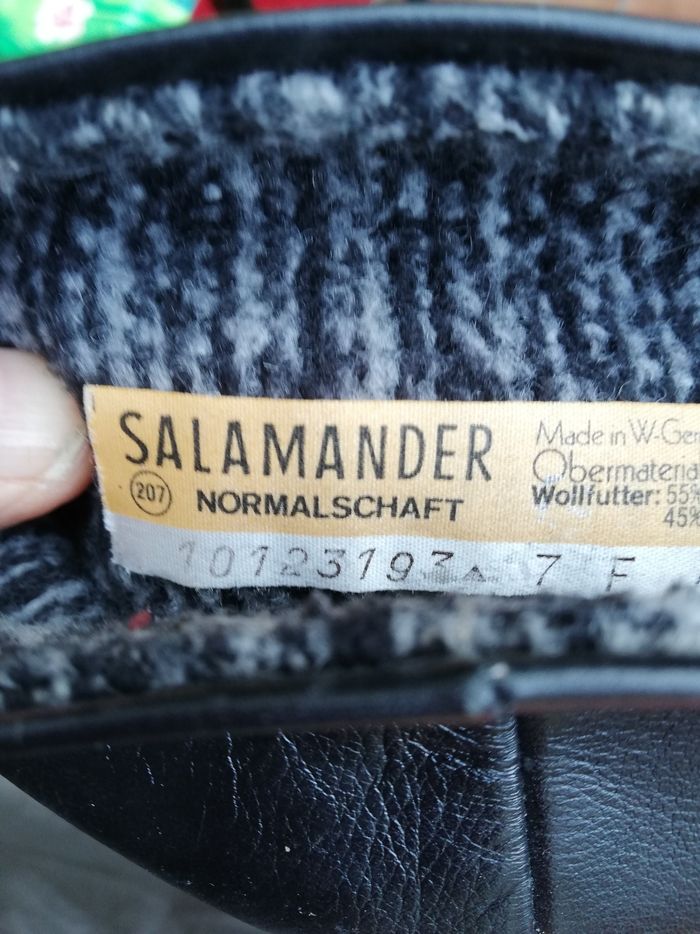 SALAMANDER
207 NORMALSCHAFT
Made in W-Ger
Obermateria
Wollfutter: 55%
45%
10123193 7 F